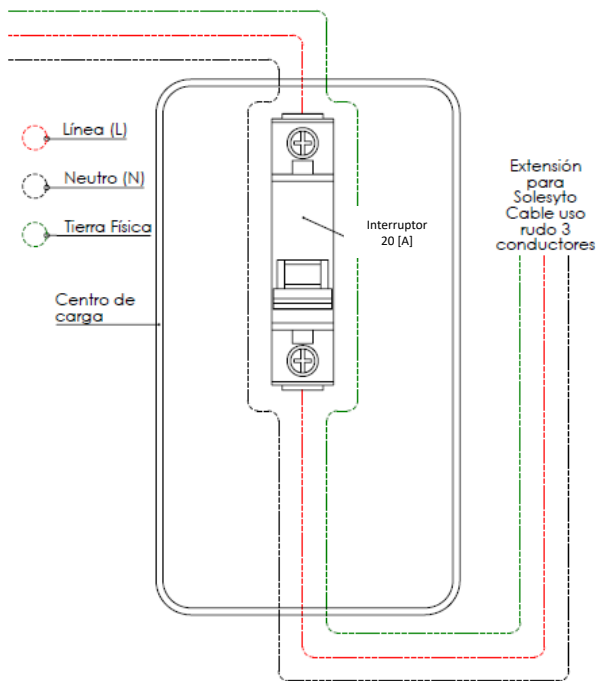 Línea (L)
Neutro (N)
Tierra Física
Centro de
carga
Interruptor
20 [A]
Extensión
para
Solesyto
Cable uso
rudo 3
conductores